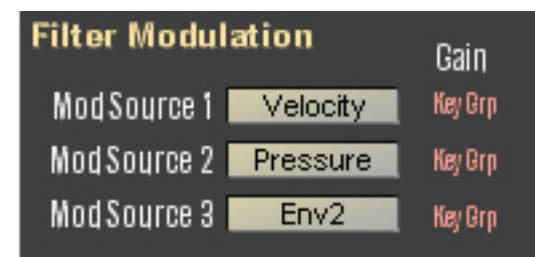 Filter Modulation
Gain
Mod Source 1 Velocity Key Grp
Mod Source 2 Pressure Key Grp
Mod Source 3 Env2 Key Grp